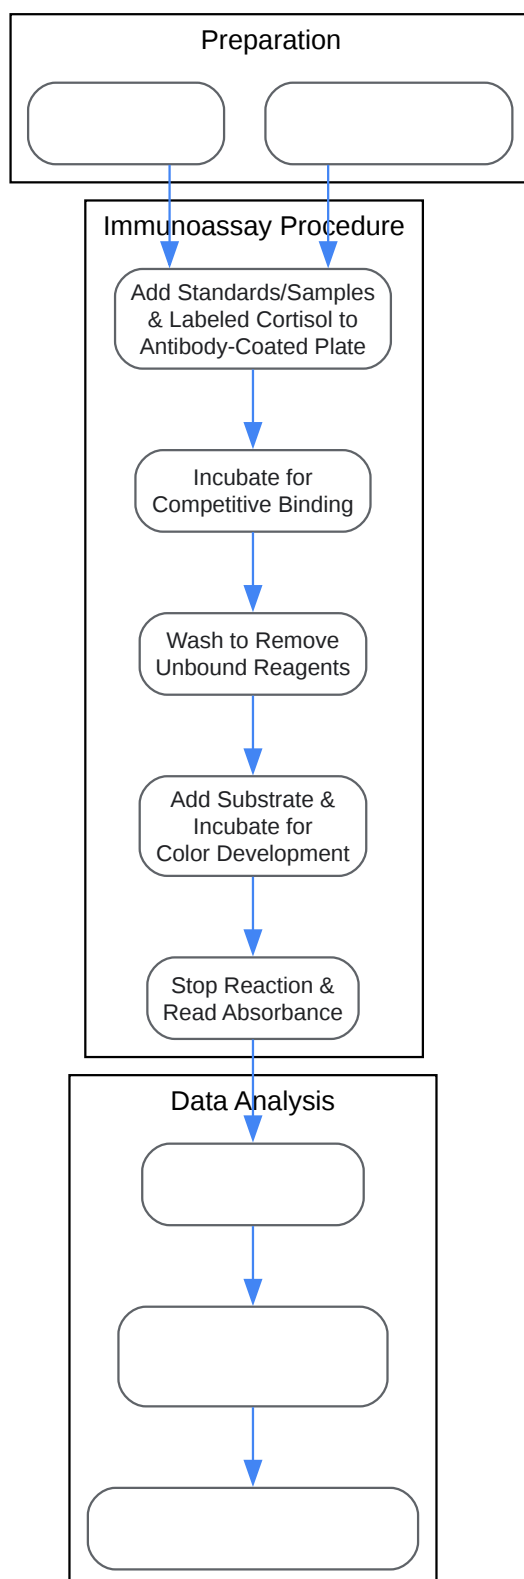 Preparation
Immunoassay Procedure
Add Standards/Samples
& Labeled Cortisol to
Antibody-Coated Plate
Incubate for
Competitive Binding
Wash to Remove
Unbound Reagents
Add Substrate &
Incubate for
Color Development
Stop Reaction &
Read Absorbance
Data Analysis